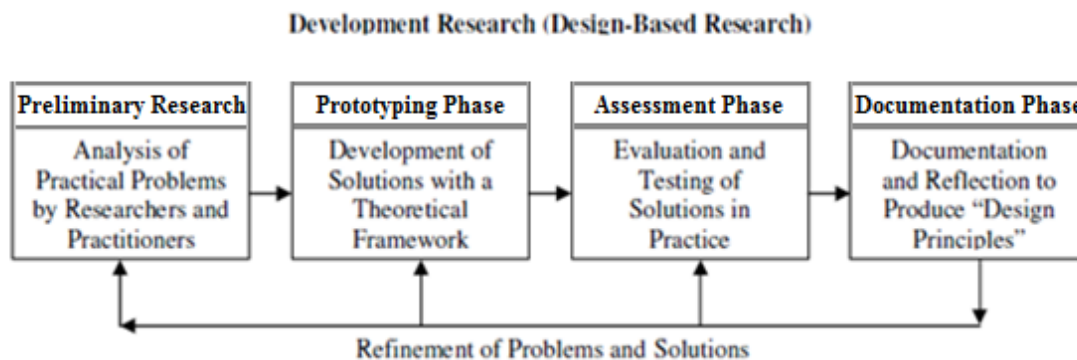 Development Research (Design-Based Research)
Preliminary Research
Analysis of
Practical Problems
by Researchers and
Practitioners
Prototyping Phase
Development of
Solutions with a
Theoretical
Framework
Assessment Phase
Evaluation and
Testing of
Solutions in
Practice
Documentation Phase
Documentation
and Reflection to
Produce “Design
Principles”
Refinement of Problems and Solutions